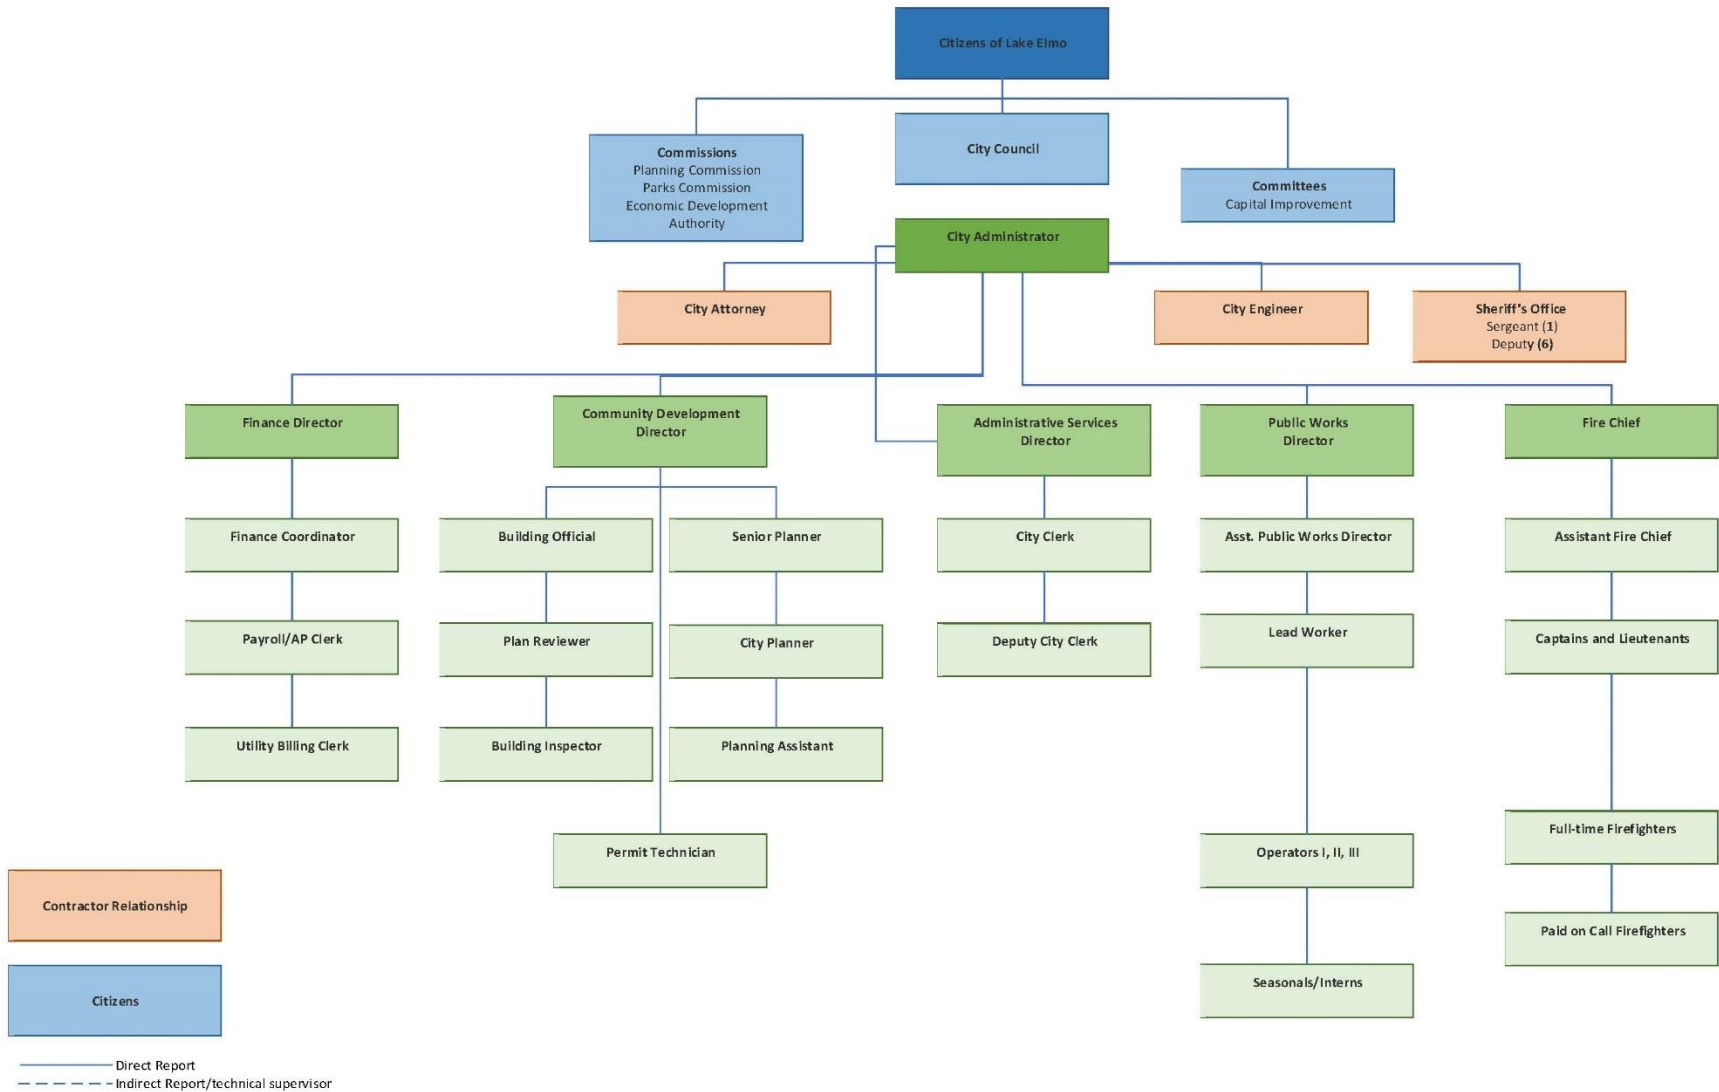 Citizens of Lake Elmo
Commissions
Planning Commission
Parks Commission
Economic Development
Authority
City Council
Committees
Capital Improvement
City Administrator
City Attorney
City Engineer
Sheriff's Office
Sergeant (1)
Deputy (6)
Finance Director
Community Development
Director
Administrative Services
Director
Public Works
Director
Fire Chief
Finance Coordinator
Building Official
Senior Planner
City Clerk
Asst. Public Works Director
Assistant Fire Chief
Payroll/AP Clerk
Plan Reviewer
City Planner
Deputy City Clerk
Lead Worker
Captains and Lieutenants
Utility Billing Clerk
Building Inspector
Planning Assistant
Permit Technician
Operators I, II, III
Full-time Firefighters
Paid on Call Firefighters
Seasonals/Interns
Contractor Relationship
Citizens
Direct Report
Indirect Report/technical supervisor